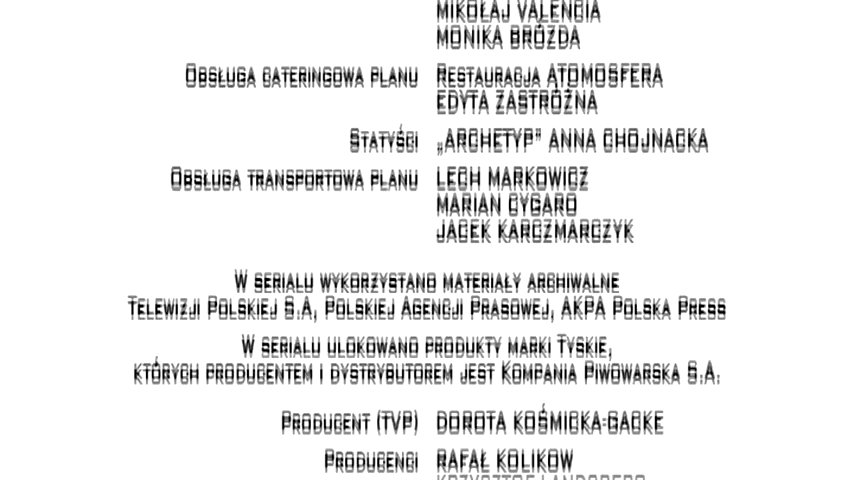 MIKOŁAJ VALENCIA
MONIKA BRÓZDA
OBSŁUGA CATERINGOWA PLANU RESTAURACJA ATOMOSFERA
EDYTA ZASTRÓŻNA
STATYŚCI „ARCHETYP” ANNA CHOJNACKA
OBSŁUGA TRANSPORTOWA PLANU LECH MARKOWICZ
MARIAN CYGARO
JACEK KARCZMARCZYK
W SERIALU WYKORZYSTANO MATERIAŁY ARCHIWALNE
TELEWIZJI POLSKIEJ S.A, POLSKIEJ AGENCJI PRASOWEJ, AKPA POLSKA PRESS
W SERIALU ULOKOWANO PRODUKTY MARKI TYSKIE,
KTÓRYCH PRODUCENTEM I DYSTRYBUTOREM JEST KOMPANIA PIWOWARSKA S.A.
PRODUCENT (TVP) DOROTA KOŚMICKA-GACKE
PRODUCENCI RAFAŁ KOLIKOW